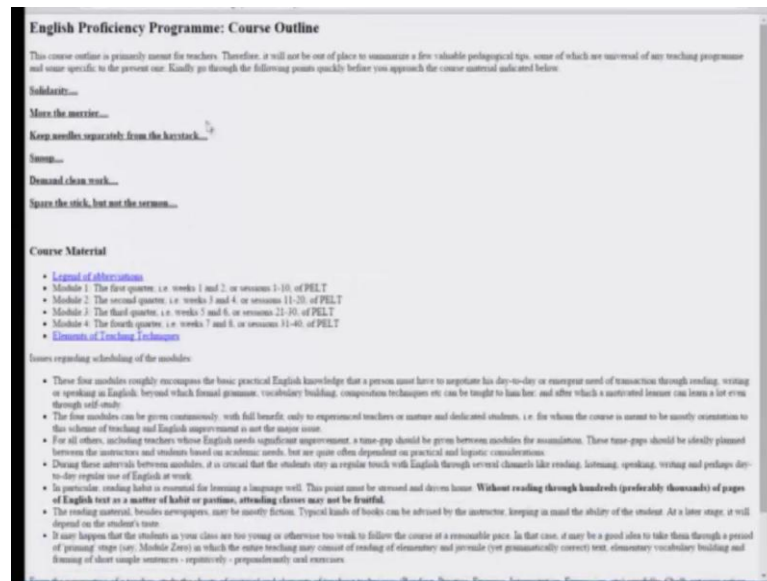 English Proficiency Programme: Course Outline
This course outline is primarily meant for teachers. Therefore, it will not be out of place to summarize a few valuable pedagogical tips, some of which are universal of any teaching programme
and some specific to the present one. Kindly go through the following points quickly before you approach the course material indicated below.
Solidarity....
More the merrier....
Keep needles separately from the haystack...
Snoop....
Demand clean work....
Spare the stick, but not the sermon....
Course Material
• Legend of abbreviations
• Module 1: The first quarter, i.e. weeks 1 and 2, or sessions 1-10, of PELT
• Module 2: The second quarter, i.e. weeks 3 and 4, or sessions 11-20, of PELT
• Module 3: The third quarter, i.e. weeks 5 and 6, or sessions 21-30, of PELT
• Module 4: The fourth quarter, i.e. weeks 7 and 8, or sessions 31-40, of PELT
• Elements of Teaching Techniques
Issues regarding scheduling of the modules:
• These four modules roughly encompass the basic practical English knowledge that a person must have to negotiate his day-to-day or emergent need of transaction through reading, writing
or speaking in English; beyond which formal grammar, vocabulary building, composition techniques etc can be taught to him/her; and after which a motivated learner can learn a lot even
through self-study.
• The four modules can be given continuously, with full benefit, only to experienced teachers or mature and dedicated students, i.e. for whom the course is meant to be mostly orientation to
this scheme of teaching and English improvement is not the major issue.
• For all others, including teachers whose English needs significant improvement, a time-gap should be given between modules for assimilation. These time-gaps should be ideally planned
between the instructors and students based on academic needs, but are quite often dependent on practical and logistic considerations.
• During these intervals between modules, it is crucial that the students stay in regular touch with English through several channels like reading, listening, speaking, writing and perhaps day-
to-day regular use of English at work.
• In particular, reading habit is essential for learning a language well. This point must be stressed and driven home. Without reading through hundreds (preferably thousands) of pages
of English text as a matter of habit or pastime, attending classes may not be fruitful.
• The reading material, besides newspapers, may be mostly fiction. Typical kinds of books can be advised by the instructor, keeping in mind the ability of the student. At a later stage, it will
depend on the student's taste.
• It may happen that the students in your class are too young or otherwise too weak to follow the course at a reasonable pace. In that case, it may be a good idea to take them through a period
of 'priming' stage (say, Module Zero) in which the entire teaching may consist of reading of elementary and juvenile (yet grammatically correct) text, elementary vocabulary building and
framing of short simple sentences - repetitively - preponderantly oral exercises.